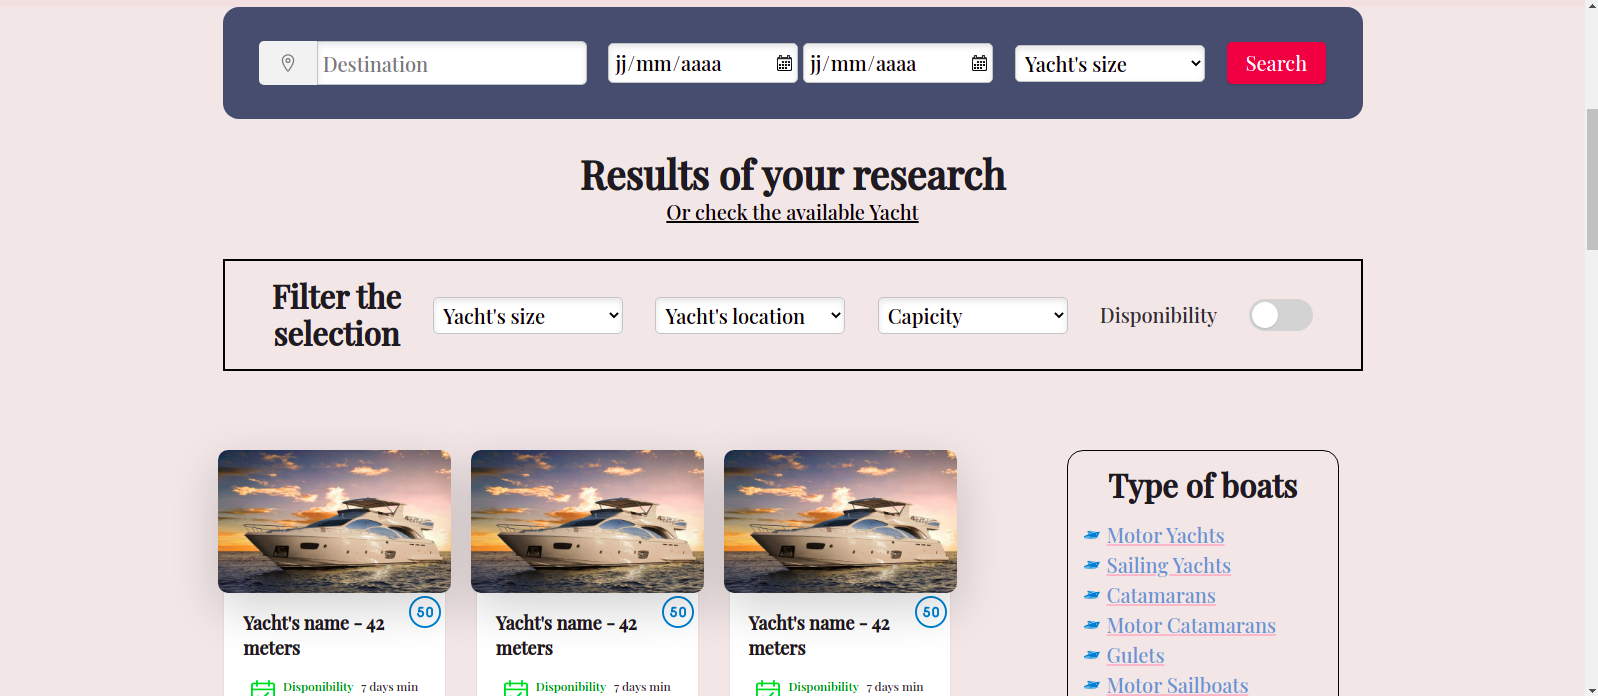 Destination jj/mm/aaaa jj/mm/aaaa Yacht's size Search
Results of your research
Or check the available Yacht
Filter the
selection
Yacht's size Yacht's location Capicity Disponibility
Type of boats
Motor Yachts
Sailing Yachts
Catamarans
Motor Catamarans
Gulets
Motor Sailboats
50
Yacht's name - 42
meters
Disponibility 7 days min
50
Yacht's name - 42
meters
Disponibility 7 days min
50
Yacht's name - 42
meters
Disponibility 7 days min